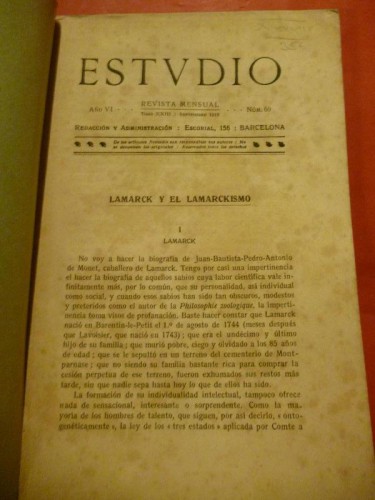 ESTVDIO
REVISTA MENSUAL
Año VI
Núm. 69
REDACCIÓN Y ADMINISTRACIÓN : ESCORIAL, 155 : BARCELONA
LAMARCK Y EL LAMARCKISMO
I
LAMARCK
No voy a hacer la biografía de Juan-Bautista-Pedro-Antonio
de Monet, caballero de Lamarck. Tengo por casi una impertinencia
el hacer la biografía de aquellos sabios cuya labor científica vale in-
finitamente más, por lo común, que su personalidad, así individual
como social, y cuando esos sabios han sido tan obscuros, modestos
y preteridos como el autor de la Philosophie zoologique, la imperti-
nencia toma visos de profanación. Baste hacer constar que Lamarck
nació en Barentin-le-Petit el 1.º de agosto de 1744 (meses después
que Lavoisier, que nació en 1743); que era el undécimo y último
hijo de su familia; que murió pobre, ciego y olvidado a los 85 años
de edad; que se le sepultó en un terreno del cementerio de Mont-
parnase; que no siendo su familia bastante rica para comprar la
cesión perpetua de ese terreno, fueron exhumados sus restos más
tarde, sin que nadie sepa hasta hoy lo que de ellos ha sido.
La formación de su individualidad intelectual, tampoco ofrece
nada de sensacional, interesante o sorprendente. Como la ma-
yoría de los hombres de talento, que siguen, por así decirlo, « onto-
genéticamente », la ley de los « tres estados » aplicada por Comte a